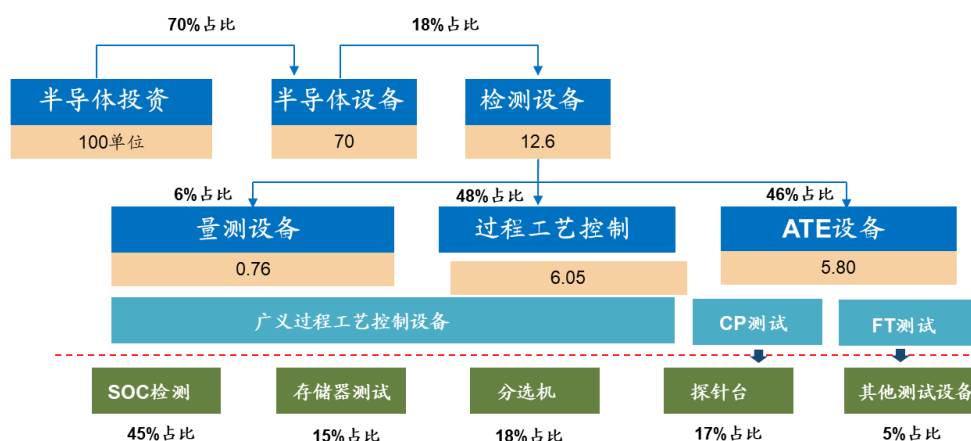 70%占比
18%占比
半导体投资
半导体设备
检测设备
100单位
70
12.6
6%占比
48%占比
46%占比
量测设备
过程工艺控制
ATE设备
0.76
6.05
5.80
广义过程工艺控制设备
CP测试
FT测试
SOC检测
存储器测试
分选机
探针台
其他测试设备
45%占比
15%占比
18%占比
17%占比
5%占比